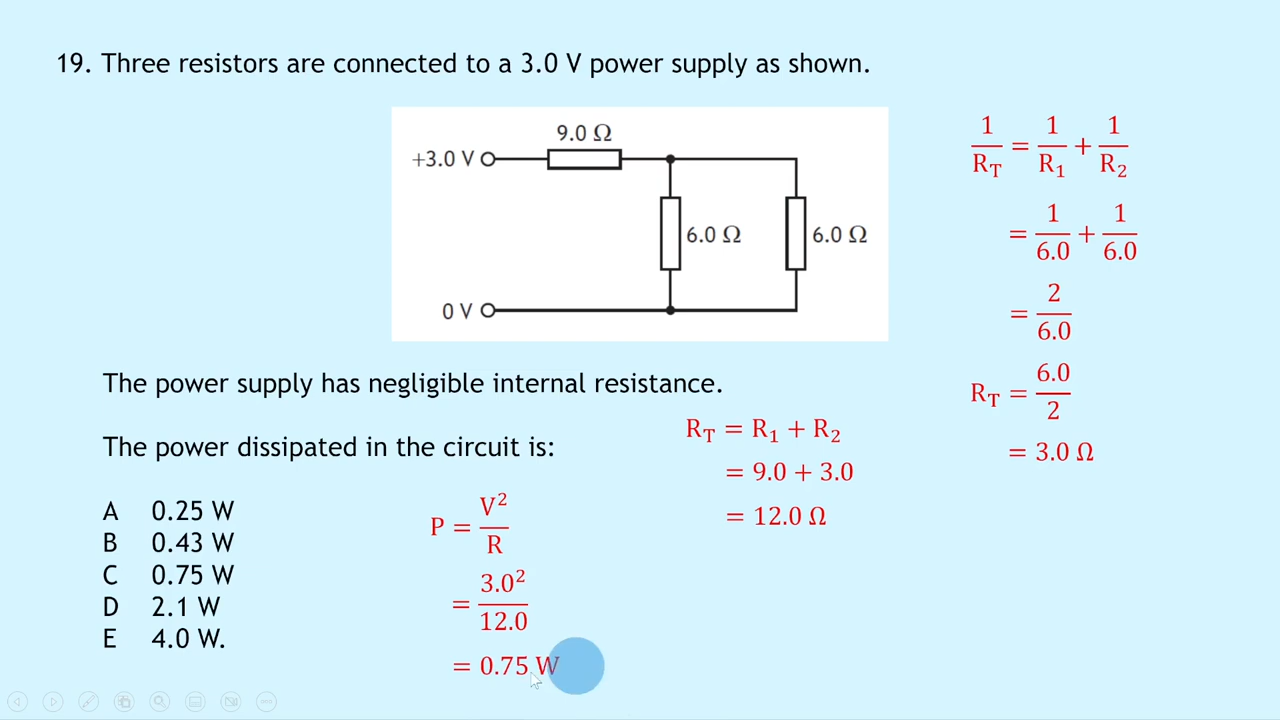 19. Three resistors are connected to a 3.0 V power supply as shown.
9.0 Ω
+3.0 V
6.0 Ω
6.0 Ω
0 V
The power supply has negligible internal resistance.
The power dissipated in the circuit is:
A 0.25 W
B 0.43 W
C 0.75 W
D 2.1 W
E 4.0 W.
P = V²/R
= 3.0²/12.0
= 0.75 W
R_T = R₁ + R₂
= 9.0 + 3.0
= 12.0 Ω
1/R_T = 1/R₁ + 1/R₂
= 1/6.0 + 1/6.0
= 2/6.0
R_T = 6.0/2
= 3.0 Ω